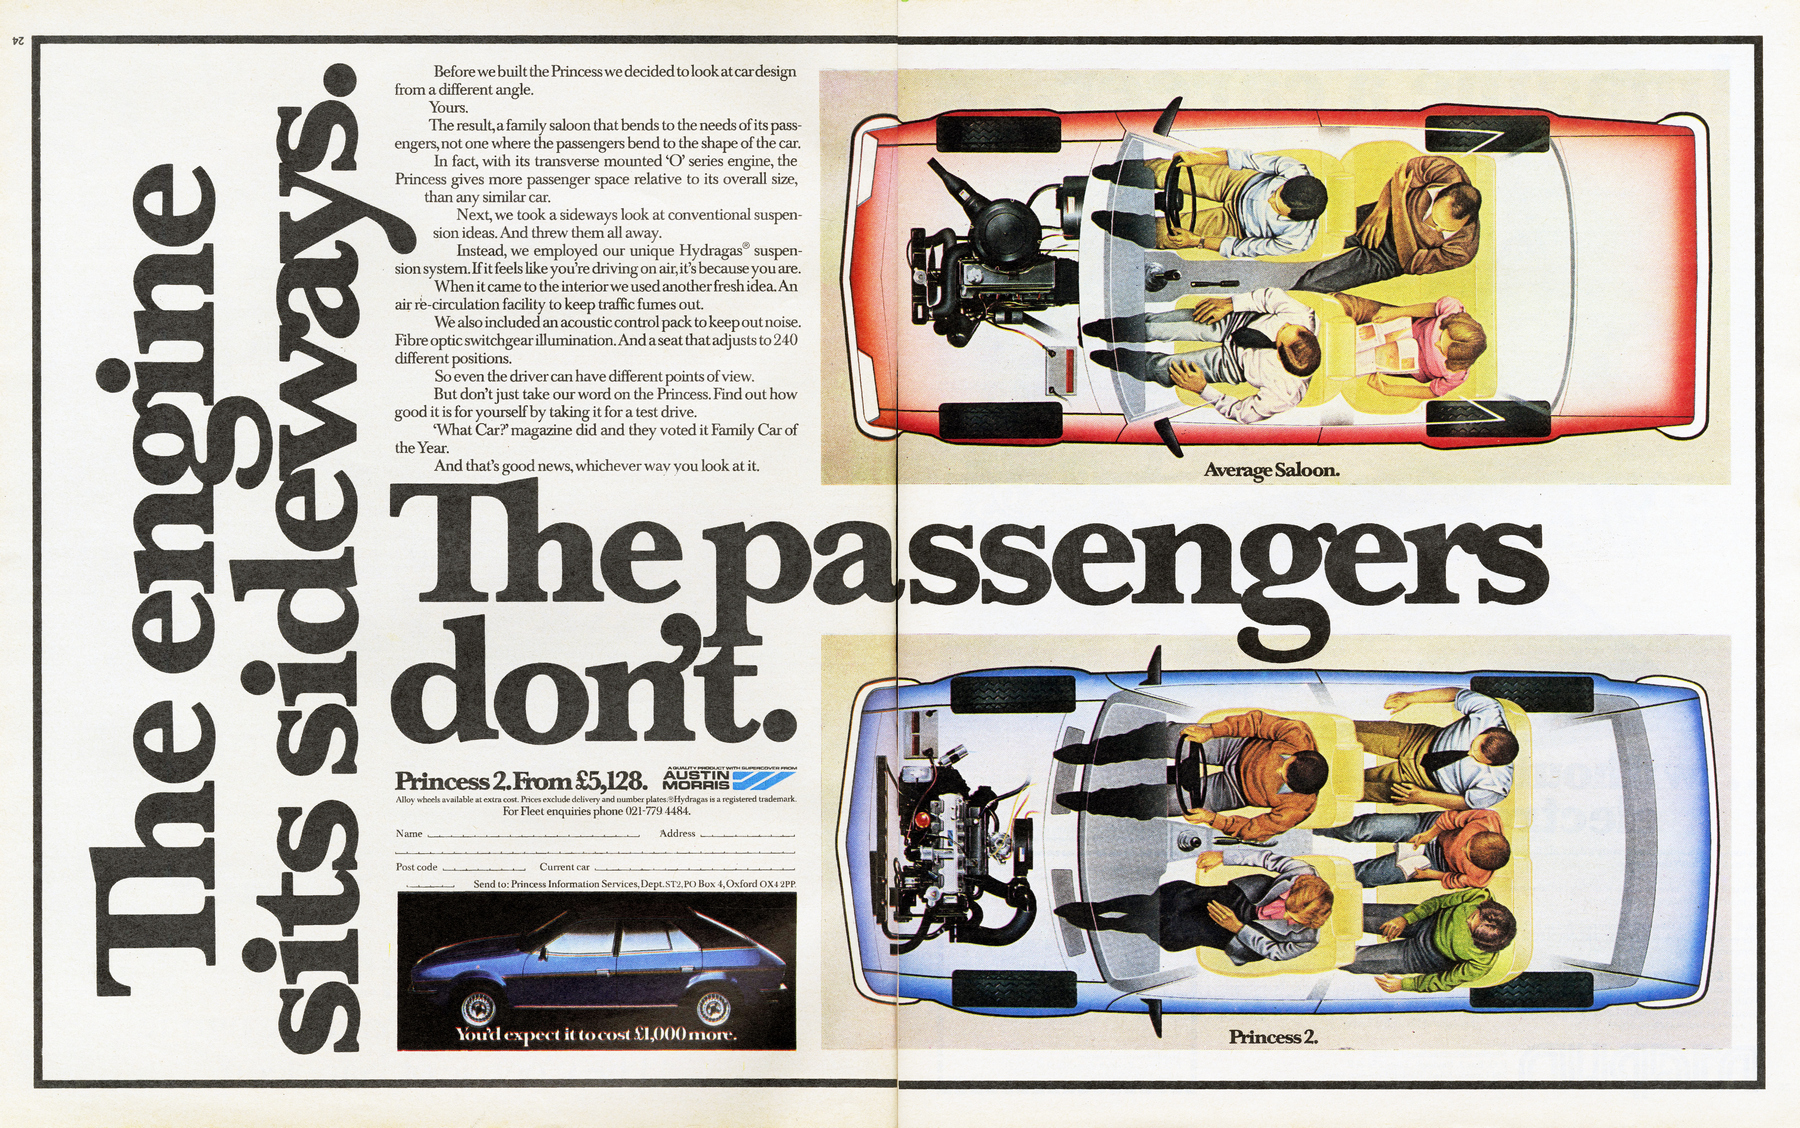 24
The engine
sits sideways.
Before we built the Princess we decided to look at car design
from a different angle.
Yours.
The result, a family saloon that bends to the needs of its pass-
engers, not one where the passengers bend to the shape of the car.
In fact, with its transverse mounted ‘O’ series engine, the
Princess gives more passenger space relative to its overall size,
than any similar car.
Next, we took a sideways look at conventional suspen-
sion ideas. And threw them all away.
Instead, we employed our unique Hydragas® suspen-
sion system. If it feels like you're driving on air, it's because you are.
When it came to the interior we used another fresh idea. An
air re-circulation facility to keep traffic fumes out.
We also included an acoustic control pack to keep out noise.
Fibre optic switchgear illumination. And a seat that adjusts to 240
different positions.
So even the driver can have different points of view.
But don't just take our word on the Princess. Find out how
good it is for yourself by taking it for a test drive.
‘What Car?’ magazine did and they voted it Family Car of
the Year.
And that's good news, whichever way you look at it.
The passengers
don't.
Princess 2. From £5,128.
A QUALITY PRODUCT WITH SUPERCOVER FROM
AUSTIN
MORRIS
Alloy wheels available at extra cost. Prices exclude delivery and number plates. ®Hydragas is a registered trademark.
For Fleet enquiries phone 021-779 4484.
Name Address
Post code Current car
Send to: Princess Information Services, Dept. ST2, PO Box 4, Oxford OX4 2PP.
You'd expect it to cost £1,000 more.
Average Saloon.
Princess 2.